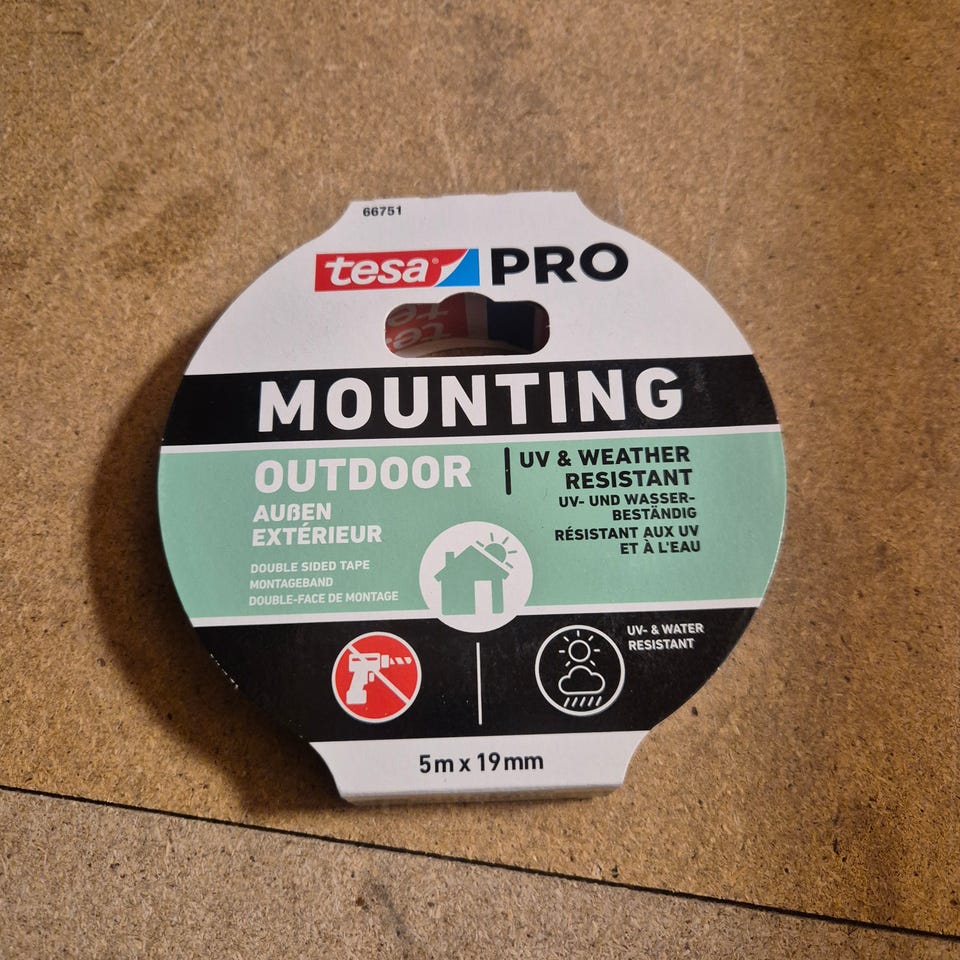 66751
tesa® PRO
MOUNTING
OUTDOOR
AUßEN
EXTÉRIEUR
DOUBLE SIDED TAPE
MONTAGEBAND
DOUBLE-FACE DE MONTAGE
UV & WEATHER
RESISTANT
UV- UND WASSER-
BESTÄNDIG
RÉSISTANT AUX UV
ET À L'EAU
UV- & WATER
RESISTANT
5m x 19mm